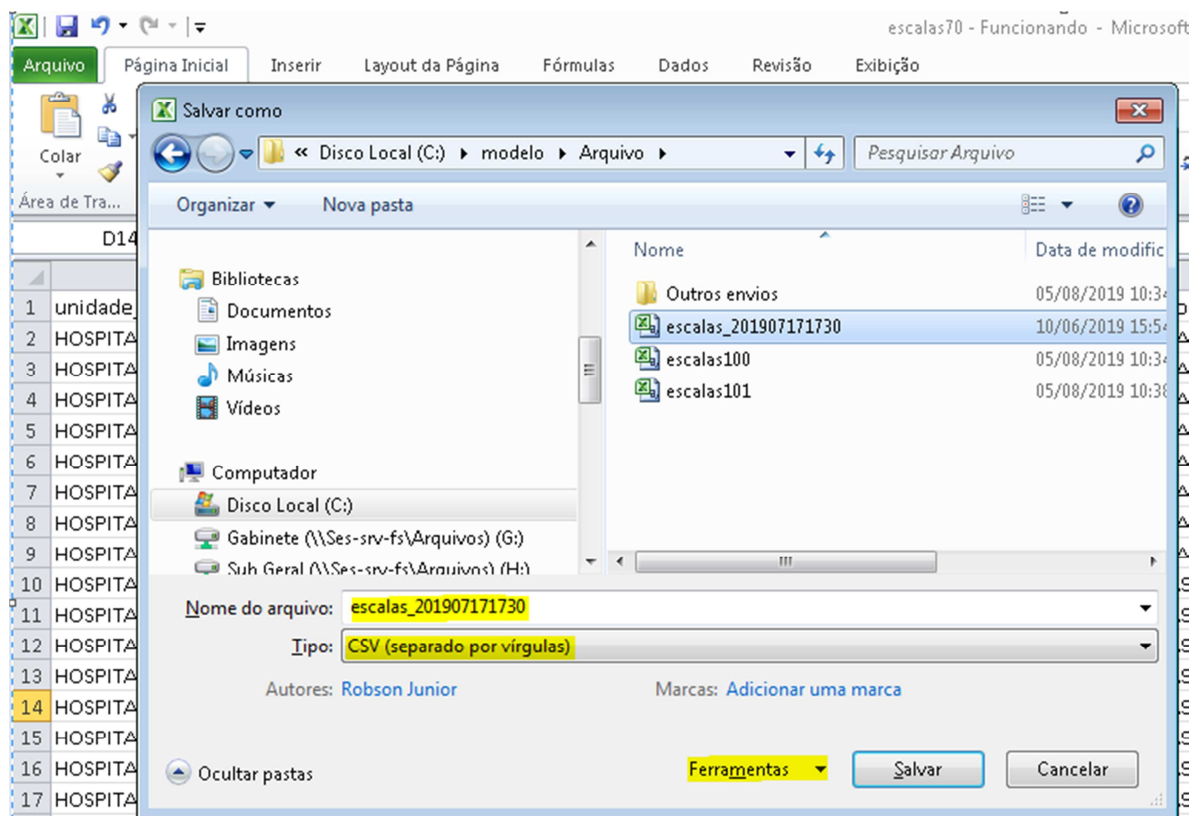 escalas70 - Funcionando - Microsoft
Arquivo Página Inicial Inserir Layout da Página Fórmulas Dados Revisão Exibição
Salvar como
Colar
« Disco Local (C:) modelo Arquivo
Pesquisar Arquivo
Área de Tra...
Organizar Nova pasta
D14
Nome Data de modific
Bibliotecas
Documentos
Imagens
Músicas
Vídeos
Computador
Disco Local (C:)
Gabinete (\\Ses-srv-fs\Arquivos) (G:)
Sub Geral (\\Ses-srv-fs\Arquivos) (H:)
Outros envios 05/08/2019 10:34
escalas_201907171730 10/06/2019 15:54
escalas100 05/08/2019 10:34
escalas101 05/08/2019 10:38
1 unidade_
2 HOSPITA
3 HOSPITA
4 HOSPITA
5 HOSPITA
6 HOSPITA
7 HOSPITA
8 HOSPITA
9 HOSPITA
10 HOSPITA
11 HOSPITA
12 HOSPITA
13 HOSPITA
14 HOSPITA
15 HOSPITA
16 HOSPITA
17 HOSPITA
Nome do arquivo: escalas_201907171730
Tipo: CSV (separado por vírgulas)
Autores: Robson Junior Marcas: Adicionar uma marca
Ocultar pastas Ferramentas Salvar Cancelar